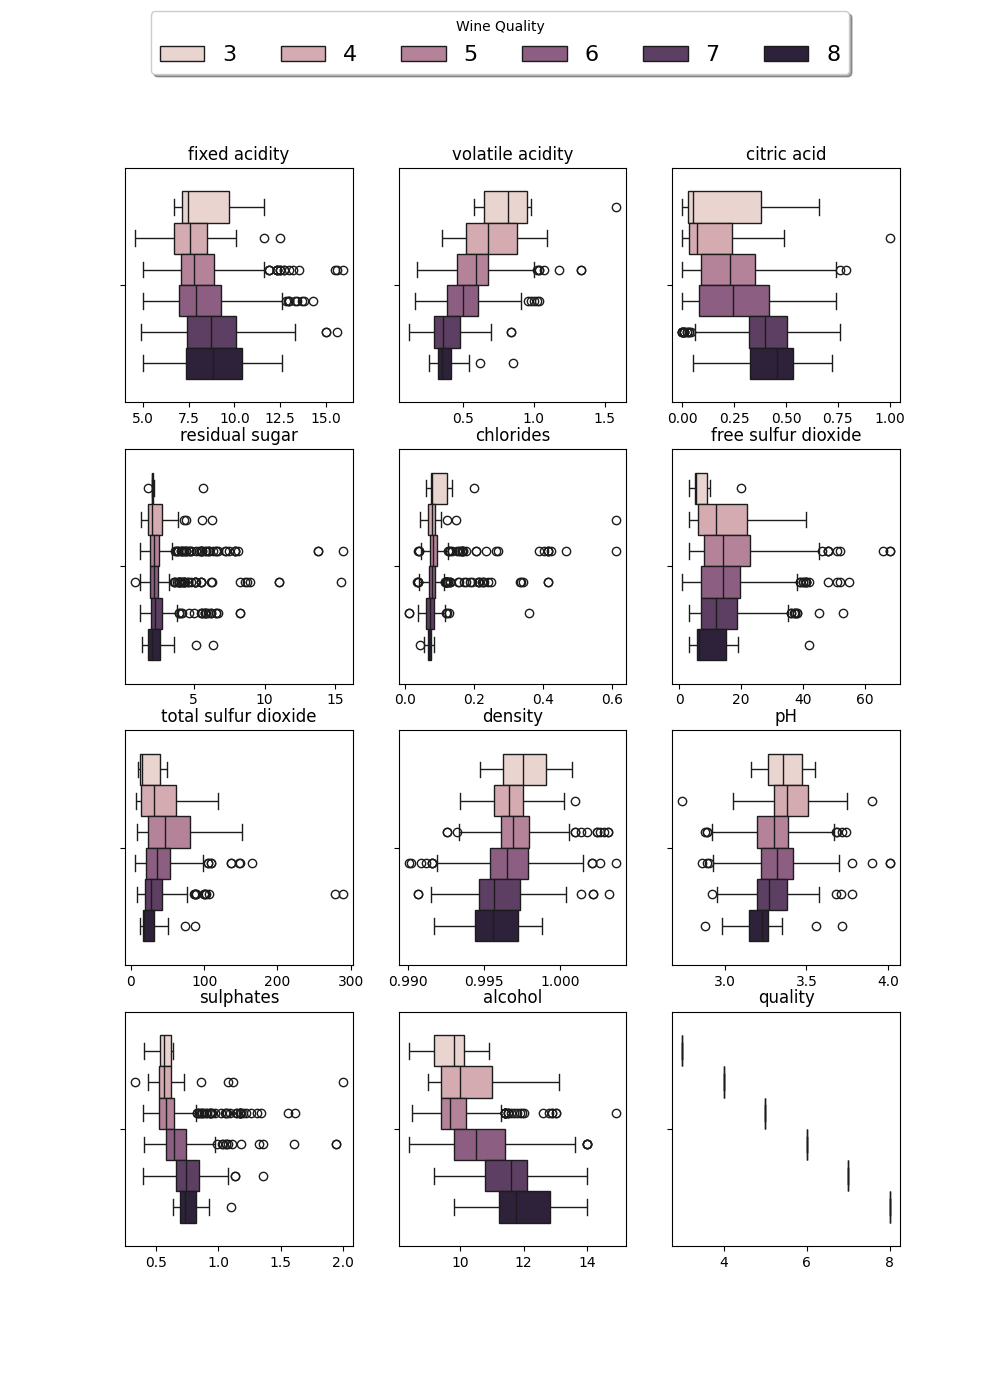 Wine Quality
3 4 5 6 7 8
fixed acidity volatile acidity citric acid
5.0 7.5 10.0 12.5 15.0 0.5 1.0 1.5 0.00 0.25 0.50 0.75 1.00
residual sugar chlorides free sulfur dioxide
5 10 15 0.0 0.2 0.4 0.6 0 20 40 60
total sulfur dioxide density pH
0 100 200 300 0.990 0.995 1.000 3.0 3.5 4.0
sulphates alcohol quality
0.5 1.0 1.5 2.0 10 12 14 4 6 8